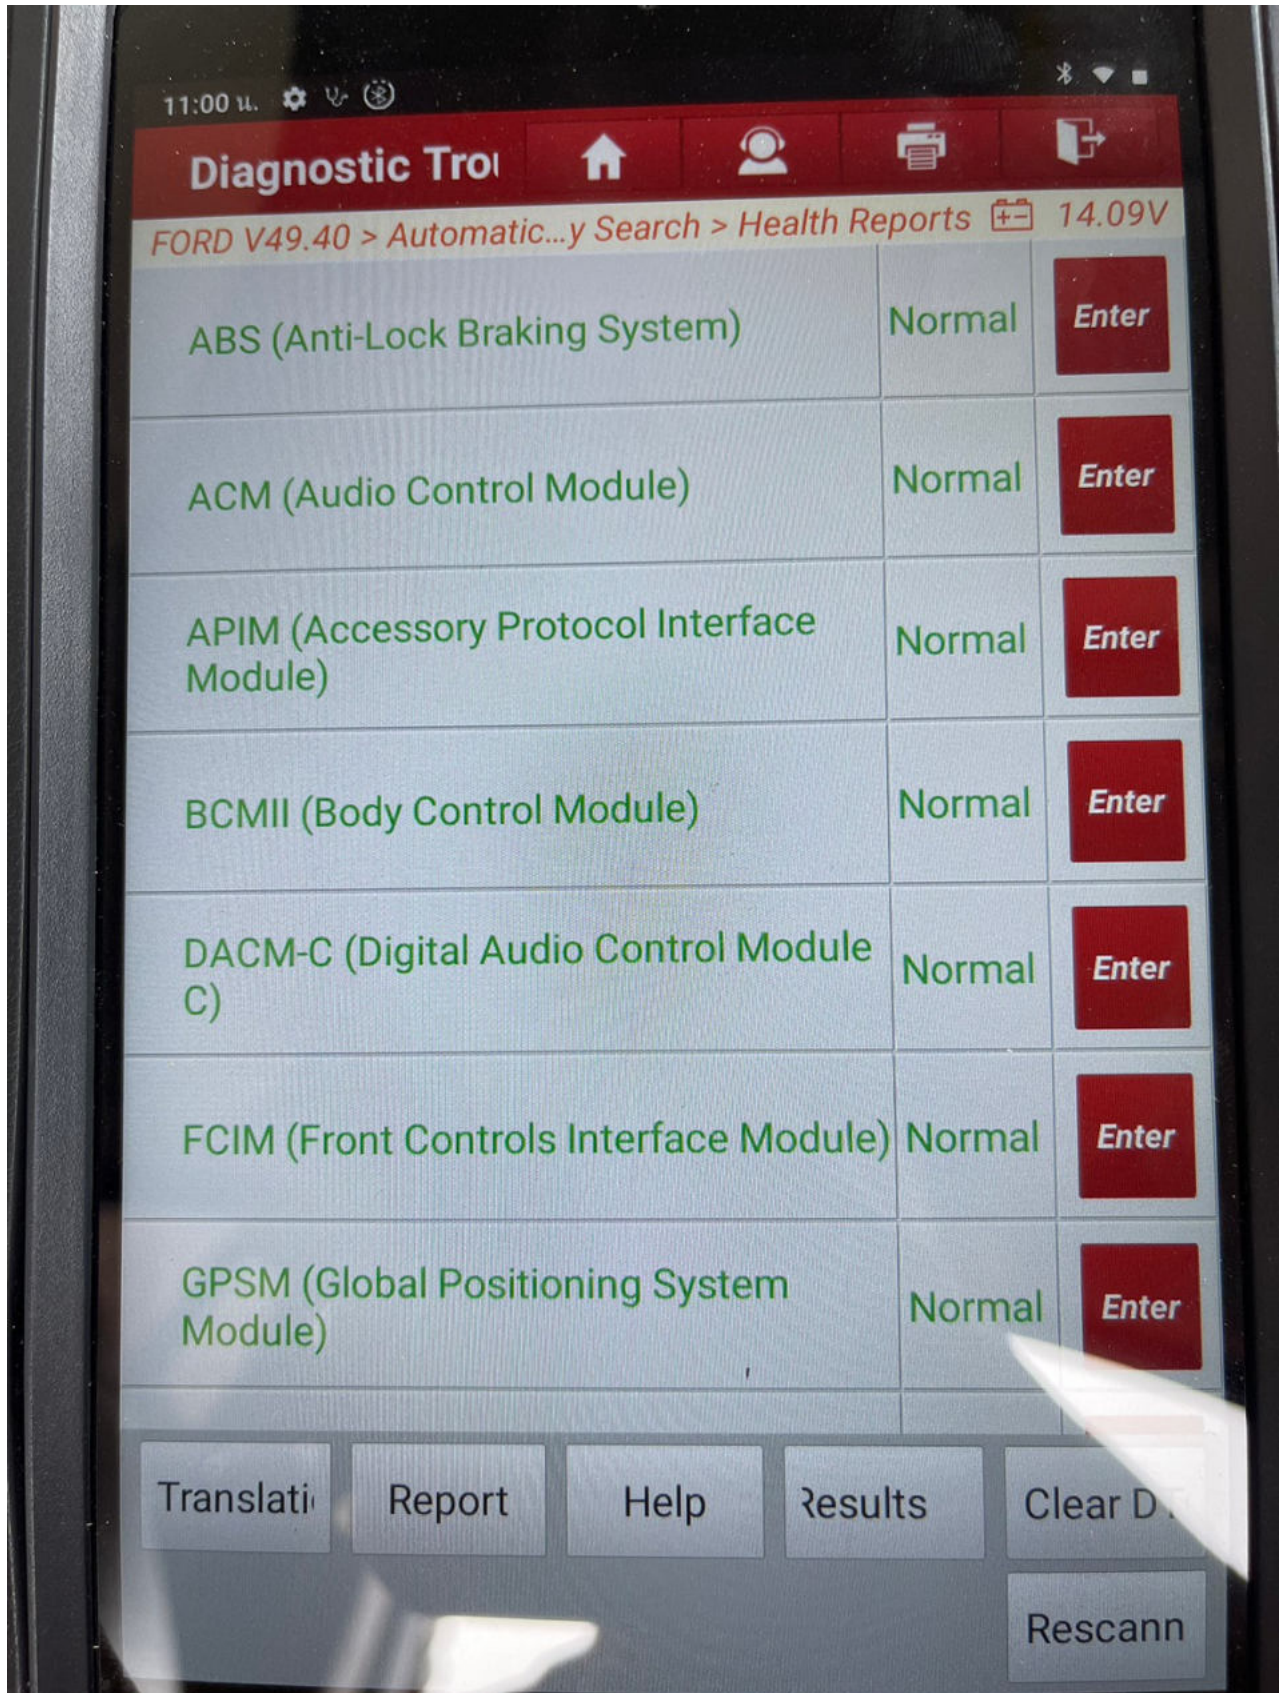 11:00 น.
Diagnostic Trou
FORD V49.40 > Automatic...y Search > Health Reports 14.09V
ABS (Anti-Lock Braking System) Normal Enter
ACM (Audio Control Module) Normal Enter
APIM (Accessory Protocol Interface
Module) Normal Enter
BCMII (Body Control Module) Normal Enter
DACM-C (Digital Audio Control Module
C) Normal Enter
FCIM (Front Controls Interface Module) Normal Enter
GPSM (Global Positioning System
Module) Normal Enter
Translati Report Help Results Clear D
Rescann